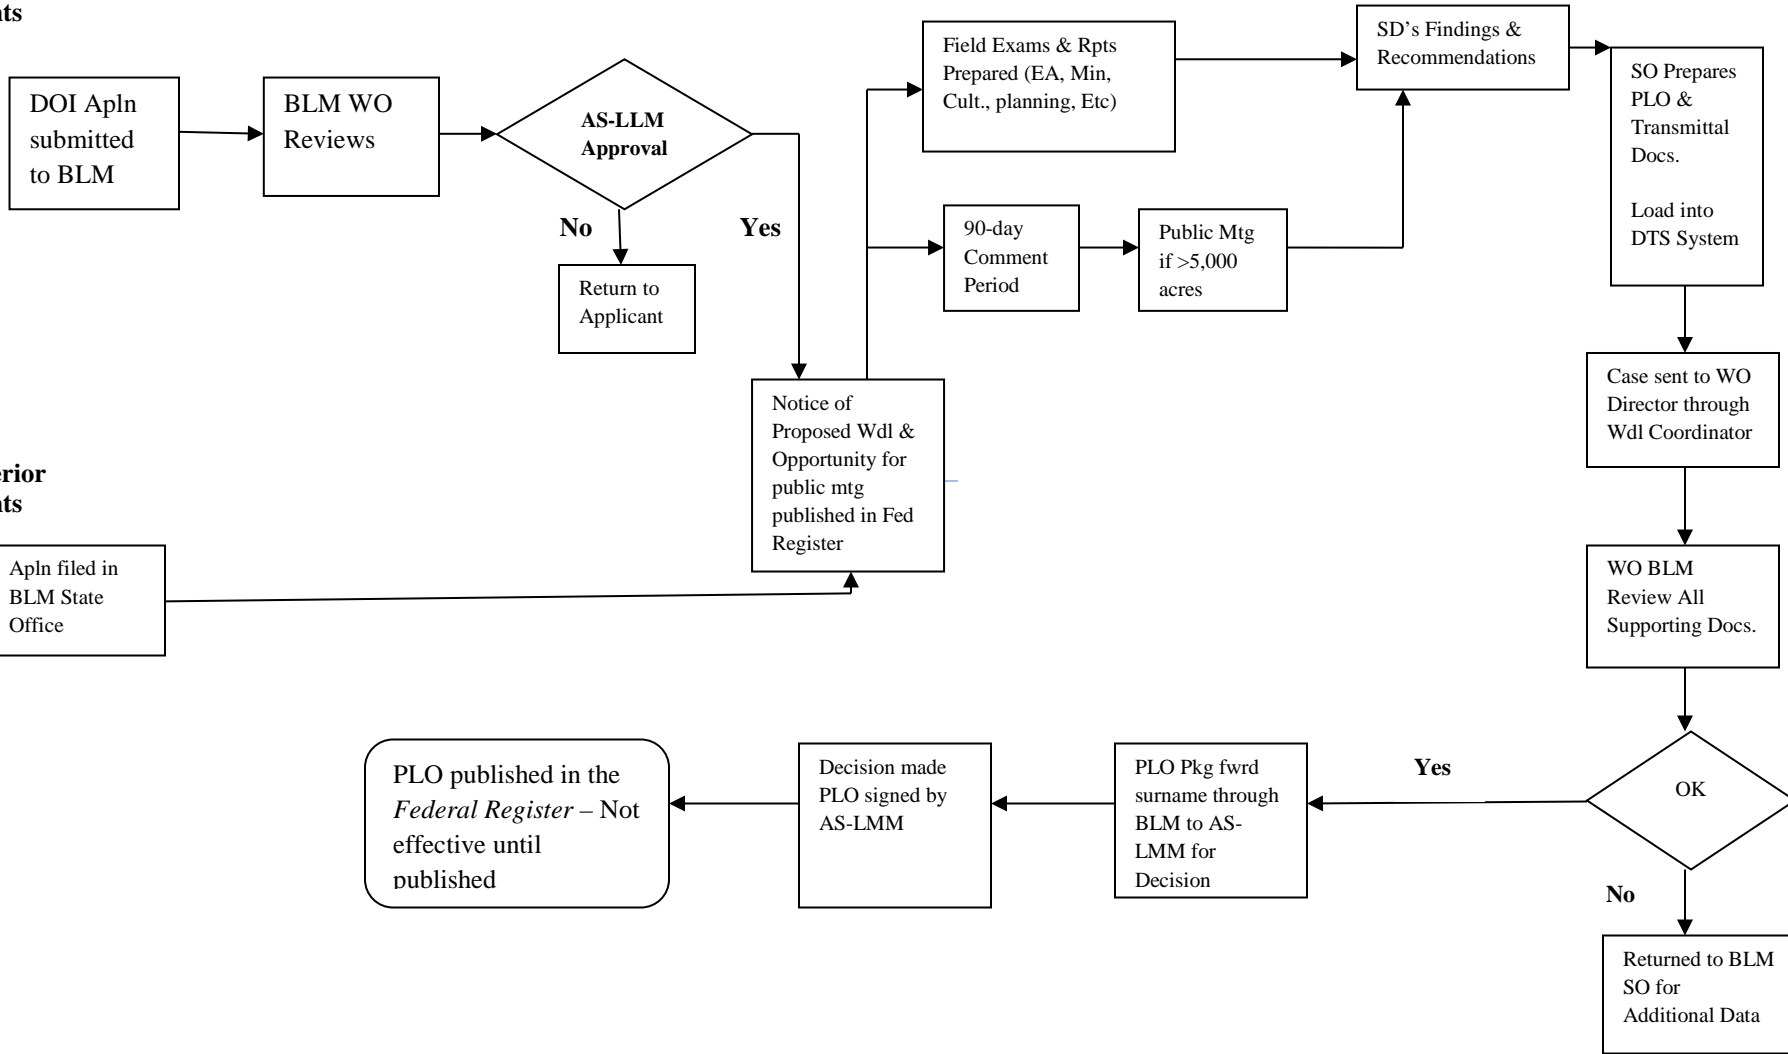 nts
DOI Apln
submitted
to BLM
BLM WO
Reviews
AS-LLM
Approval
No
Yes
Return to
Applicant
Field Exams & Rpts
Prepared (EA, Min,
Cult., planning, Etc)
90-day
Comment
Period
Public Mtg
if >5,000
acres
SD’s Findings &
Recommendations
SO Prepares
PLO &
Transmittal
Docs.
Load into
DTS System
Case sent to WO
Director through
Wdl Coordinator
Notice of
Proposed Wdl &
Opportunity for
public mtg
published in Fed
Register
erior
nts
Apln filed in
BLM State
Office
WO BLM
Review All
Supporting Docs.
OK
Yes
No
PLO Pkg fwrd
surname through
BLM to AS-
LMM for
Decision
Decision made
PLO signed by
AS-LMM
PLO published in the
Federal Register – Not
effective until
published
Returned to BLM
SO for
Additional Data